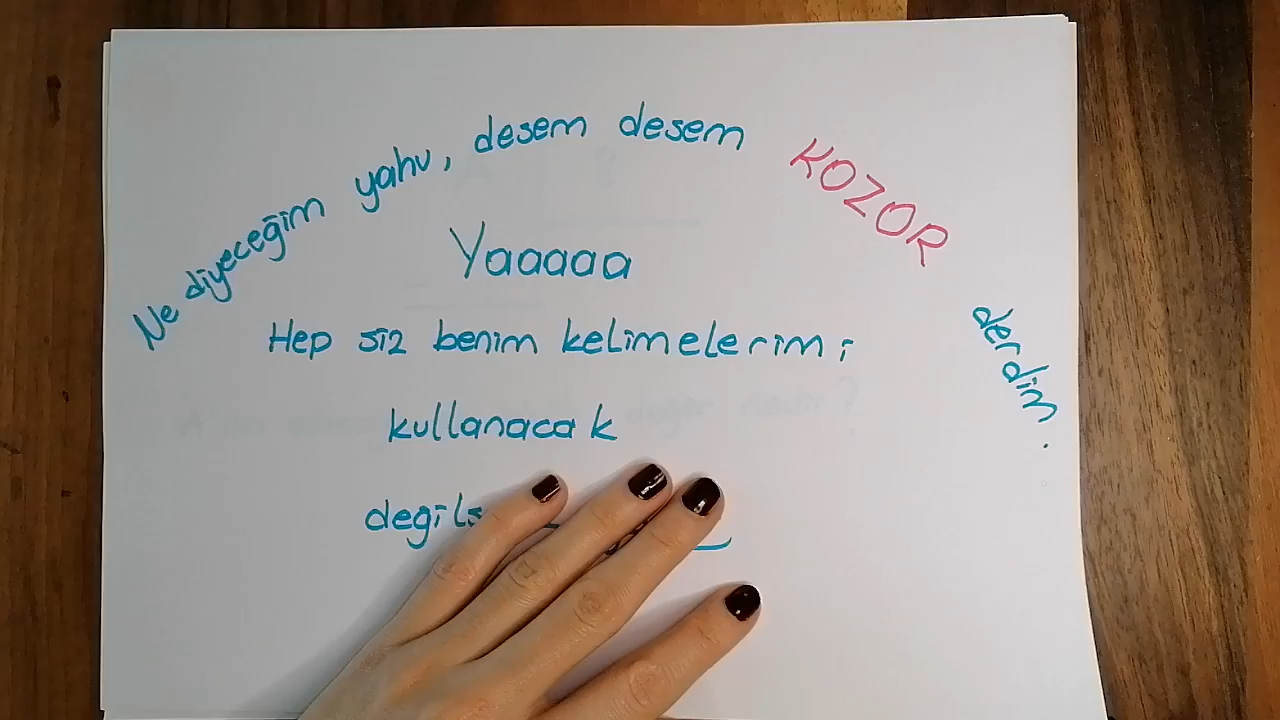 Ne diyeceğim yahu, desem desem KOZOR derdim.
Yaaaaa
Hep siz benim kelimelerimi
kullanacak